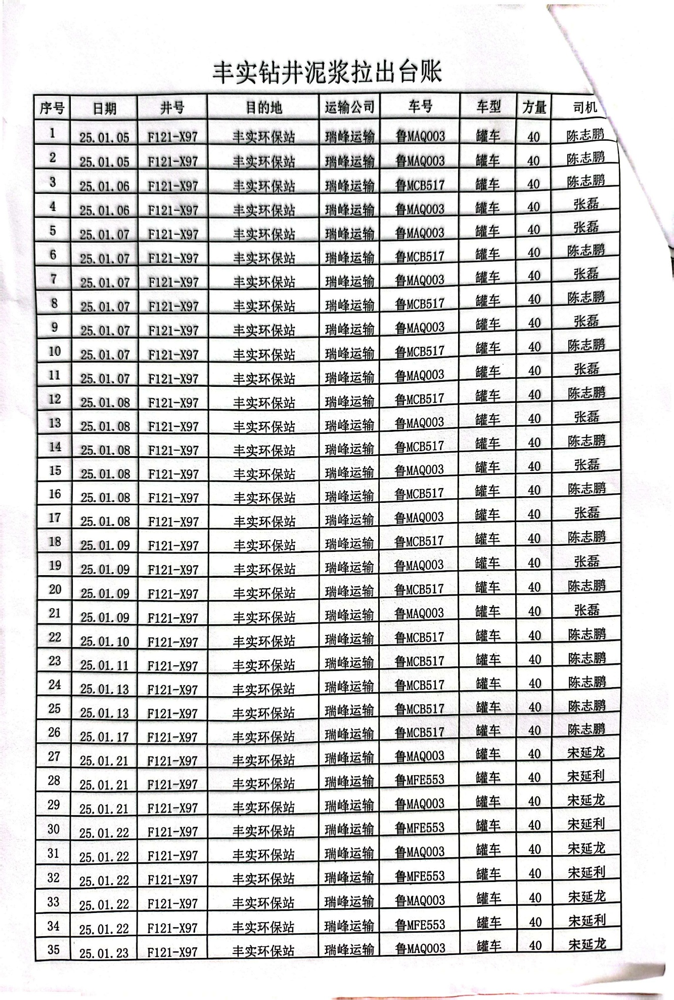 丰实钻井泥浆拉出台账
序号 日期 井号 目的地 运输公司 车号 车型 方量 司机
1 25.01.05 F121-X97 丰实环保站 瑞峰运输 鲁MAQ003 罐车 40 陈志鹏
2 25.01.05 F121-X97 丰实环保站 瑞峰运输 鲁MAQ003 罐车 40 陈志鹏
3 25.01.06 F121-X97 丰实环保站 瑞峰运输 鲁MCB517 罐车 40 陈志鹏
4 25.01.06 F121-X97 丰实环保站 瑞峰运输 鲁MAQ003 罐车 40 张磊
5 25.01.07 F121-X97 丰实环保站 瑞峰运输 鲁MAQ003 罐车 40 张磊
6 25.01.07 F121-X97 丰实环保站 瑞峰运输 鲁MCB517 罐车 40 陈志鹏
7 25.01.07 F121-X97 丰实环保站 瑞峰运输 鲁MAQ003 罐车 40 张磊
8 25.01.07 F121-X97 丰实环保站 瑞峰运输 鲁MCB517 罐车 40 陈志鹏
9 25.01.07 F121-X97 丰实环保站 瑞峰运输 鲁MAQ003 罐车 40 张磊
10 25.01.07 F121-X97 丰实环保站 瑞峰运输 鲁MCB517 罐车 40 陈志鹏
11 25.01.07 F121-X97 丰实环保站 瑞峰运输 鲁MAQ003 罐车 40 张磊
12 25.01.08 F121-X97 丰实环保站 瑞峰运输 鲁MCB517 罐车 40 陈志鹏
13 25.01.08 F121-X97 丰实环保站 瑞峰运输 鲁MAQ003 罐车 40 张磊
14 25.01.08 F121-X97 丰实环保站 瑞峰运输 鲁MCB517 罐车 40 陈志鹏
15 25.01.08 F121-X97 丰实环保站 瑞峰运输 鲁MAQ003 罐车 40 张磊
16 25.01.08 F121-X97 丰实环保站 瑞峰运输 鲁MCB517 罐车 40 陈志鹏
17 25.01.08 F121-X97 丰实环保站 瑞峰运输 鲁MAQ003 罐车 40 张磊
18 25.01.09 F121-X97 丰实环保站 瑞峰运输 鲁MCB517 罐车 40 陈志鹏
19 25.01.09 F121-X97 丰实环保站 瑞峰运输 鲁MAQ003 罐车 40 张磊
20 25.01.09 F121-X97 丰实环保站 瑞峰运输 鲁MCB517 罐车 40 陈志鹏
21 25.01.09 F121-X97 丰实环保站 瑞峰运输 鲁MAQ003 罐车 40 张磊
22 25.01.10 F121-X97 丰实环保站 瑞峰运输 鲁MCB517 罐车 40 陈志鹏
23 25.01.11 F121-X97 丰实环保站 瑞峰运输 鲁MCB517 罐车 40 陈志鹏
24 25.01.13 F121-X97 丰实环保站 瑞峰运输 鲁MCB517 罐车 40 陈志鹏
25 25.01.13 F121-X97 丰实环保站 瑞峰运输 鲁MCB517 罐车 40 陈志鹏
26 25.01.17 F121-X97 丰实环保站 瑞峰运输 鲁MCB517 罐车 40 陈志鹏
27 25.01.21 F121-X97 丰实环保站 瑞峰运输 鲁MAQ003 罐车 40 宋延龙
28 25.01.21 F121-X97 丰实环保站 瑞峰运输 鲁MFE553 罐车 40 宋延利
29 25.01.21 F121-X97 丰实环保站 瑞峰运输 鲁MAQ003 罐车 40 宋延龙
30 25.01.22 F121-X97 丰实环保站 瑞峰运输 鲁MFE553 罐车 40 宋延利
31 25.01.22 F121-X97 丰实环保站 瑞峰运输 鲁MAQ003 罐车 40 宋延龙
32 25.01.22 F121-X97 丰实环保站 瑞峰运输 鲁MFE553 罐车 40 宋延利
33 25.01.22 F121-X97 丰实环保站 瑞峰运输 鲁MAQ003 罐车 40 宋延龙
34 25.01.22 F121-X97 丰实环保站 瑞峰运输 鲁MFE553 罐车 40 宋延利
35 25.01.23 F121-X97 丰实环保站 瑞峰运输 鲁MAQ003 罐车 40 宋延龙